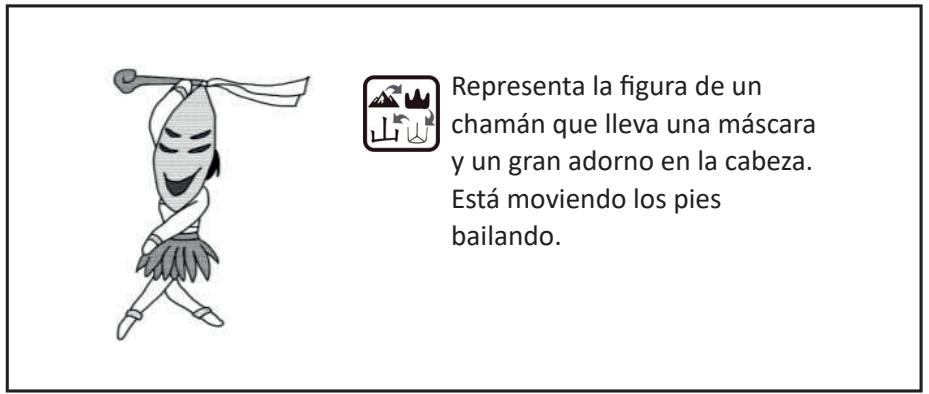 Representa la figura de un
chamán que lleva una máscara
y un gran adorno en la cabeza.
Está moviendo los pies
bailando.